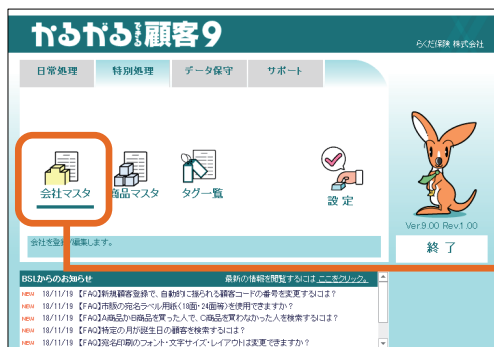 かるがるできる顧客9
らくだ保険 株式会社
日常処理 特別処理 データ保守 サポート
会社マスタ 商品マスタ タグ一覧 設定
Ver.9.00 Rev.1.00
会社を登録/編集します。
終 了
BSLからのお知らせ 最新の情報を閲覧するにはここをクリック。
NEW 18/11/19 【FAQ】新規顧客登録で、自動的に振られる顧客コードの番号を変更するには?
NEW 18/11/19 【FAQ】市販の宛名ラベル用紙(18面・24面等)を使用できますか?
NEW 18/11/19 【FAQ】A商品かB商品を買った人で、C商品を買わなかった人を検索するには?
NEW 18/11/19 【FAQ】特定の月が誕生日の顧客を検索するには?
NEW 18/11/19 【FAQ】宛名印刷のフォント・文字サイズ・レイアウトは変更できますか?